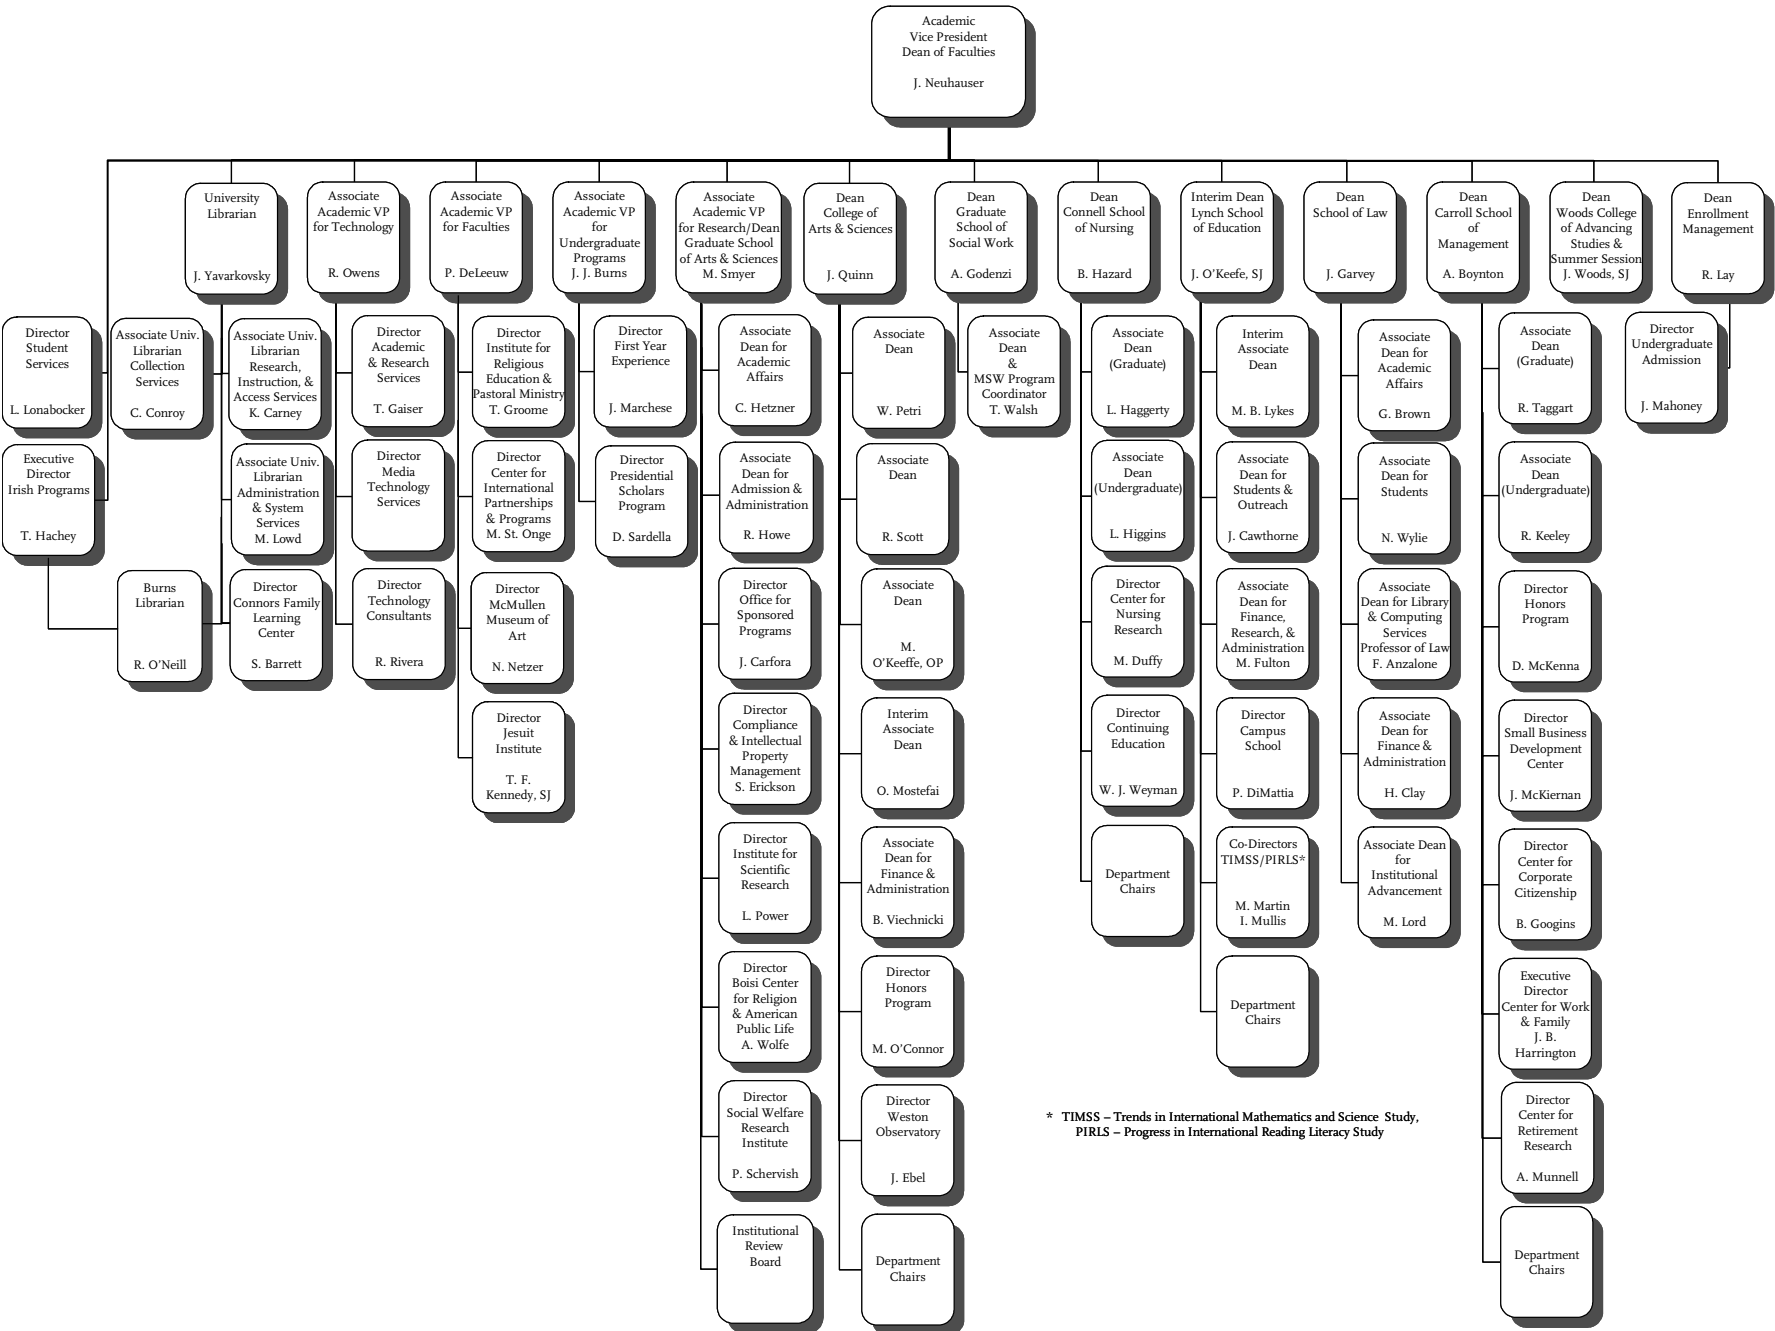 Academic
Vice President
Dean of Faculties
J. Neuhauser
University
Librarian
J. Yavarkovsky
Associate
Academic VP
for Technology
R. Owens
Associate
Academic VP
for Faculties
P. DeLeeuw
Associate
Academic VP
for
Undergraduate
Programs
J. J. Burns
Associate
Academic VP
for Research/Dean
Graduate School
of Arts & Sciences
M. Smyer
Dean
College of
Arts & Sciences
J. Quinn
Dean
Graduate
School of
Social Work
A. Godenzi
Dean
Connell School
of Nursing
B. Hazard
Interim Dean
Lynch School
of Education
J. O'Keefe, SJ
Dean
School of Law
J. Garvey
Dean
Carroll School
of
Management
A. Boynton
Dean
Woods College
of Advancing
Studies &
Summer Session
J. Woods, SJ
Dean
Enrollment
Management
R. Lay
Director
Student
Services
L. Lonabocker
Executive
Director
Irish Programs
T. Hachey
Associate Univ.
Librarian
Collection
Services
C. Conroy
Burns
Librarian
R. O'Neill
Associate Univ.
Librarian
Research,
Instruction, &
Access Services
K. Carney
Associate Univ.
Librarian
Administration
& System
Services
M. Lowd
Director
Connors Family
Learning
Center
S. Barrett
Director
Academic
& Research
Services
T. Gaiser
Director
Media
Technology
Services
Director
Technology
Consultants
R. Rivera
Director
Institute for
Religious
Education &
Pastoral Ministry
T. Groome
Director
Center for
International
Partnerships
& Programs
M. St. Onge
Director
McMullen
Museum of
Art
N. Netzer
Director
Jesuit
Institute
T. F.
Kennedy, SJ
Director
First Year
Experience
J. Marchese
Director
Presidential
Scholars
Program
D. Sardella
Associate
Dean for
Academic
Affairs
C. Hetzner
Associate
Dean for
Admission &
Administration
R. Howe
Director
Office for
Sponsored
Programs
J. Carfora
Director
Compliance
& Intellectual
Property
Management
S. Erickson
Director
Institute for
Scientific
Research
L. Power
Director
Boisi Center
for Religion
& American
Public Life
A. Wolfe
Director
Social Welfare
Research
Institute
P. Schervish
Institutional
Review
Board
Associate
Dean
W. Petri
Associate
Dean
R. Scott
Associate
Dean
M.
O'Keeffe, OP
Interim
Associate
Dean
O. Mostefai
Associate
Dean for
Finance &
Administration
B. Viechnicki
Director
Honors
Program
M. O'Connor
Director
Weston
Observatory
J. Ebel
Department
Chairs
Associate
Dean
&
MSW Program
Coordinator
T. Walsh
Associate
Dean
(Graduate)
L. Haggerty
Associate
Dean
(Undergraduate)
L. Higgins
Director
Center for
Nursing
Research
M. Duffy
Director
Continuing
Education
W. J. Weyman
Department
Chairs
Interim
Associate
Dean
M. B. Lykes
Associate
Dean for
Students &
Outreach
J. Cawthorne
Associate
Dean for
Finance,
Research, &
Administration
M. Fulton
Director
Campus
School
P. DiMattia
Co-Directors
TIMSS/PIRLS*
M. Martin
I. Mullis
Department
Chairs
Associate
Dean for
Academic
Affairs
G. Brown
Associate
Dean for
Students
N. Wylie
Associate
Dean for Library
& Computing
Services
Professor of Law
F. Anzalone
Associate
Dean for
Finance &
Administration
H. Clay
Associate Dean
for
Institutional
Advancement
M. Lord
Associate
Dean
(Graduate)
R. Taggart
Associate
Dean
(Undergraduate)
R. Keeley
Director
Honors
Program
D. McKenna
Director
Small Business
Development
Center
J. McKiernan
Director
Center for
Corporate
Citizenship
B. Googins
Executive
Director
Center for Work
& Family
J. B.
Harrington
Director
Center for
Retirement
Research
A. Munnell
Department
Chairs
Director
Undergraduate
Admission
J. Mahoney
* TIMSS – Trends in International Mathematics and Science Study,
PIRLS – Progress in International Reading Literacy Study